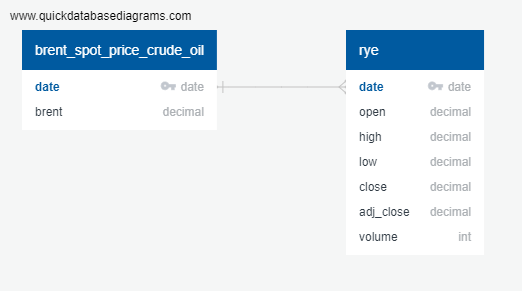 www.quickdatabasediagrams.com
brent_spot_price_crude_oil
date date
brent decimal
rye
date date
open decimal
high decimal
low decimal
close decimal
adj_close decimal
volume int